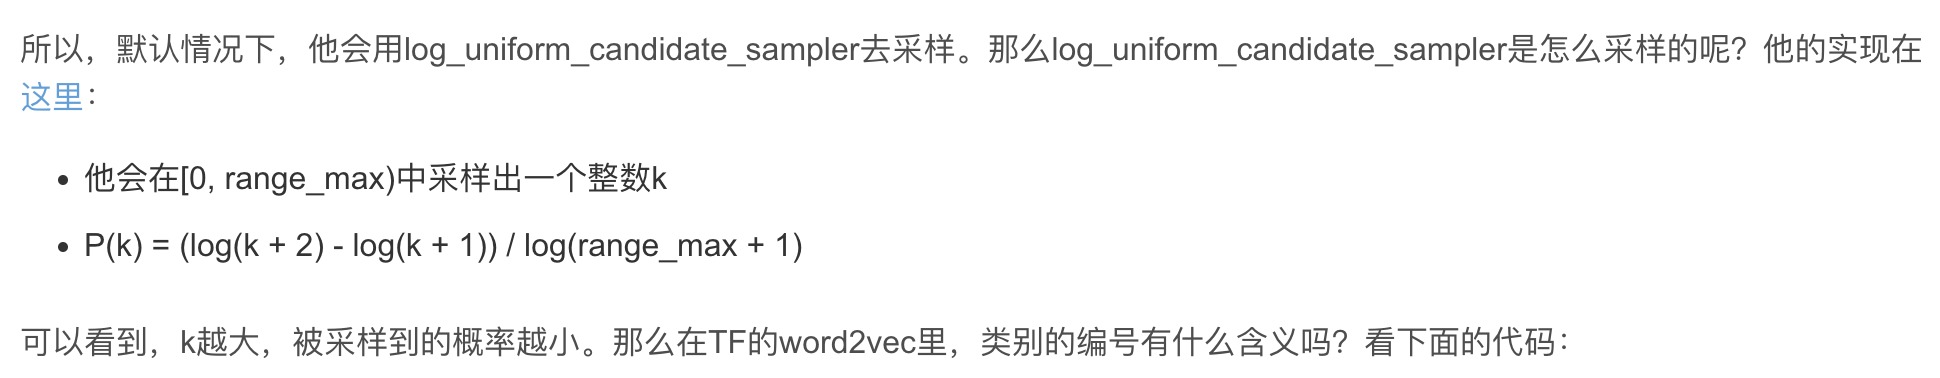 所以，默认情况下，他会用log_uniform_candidate_sampler去采样。那么log_uniform_candidate_sampler是怎么采样的呢？他的实现在
这里：
• 他会在[0, range_max)中采样出一个整数k
• P(k) = (log(k + 2) - log(k + 1)) / log(range_max + 1)
可以看到，k越大，被采样到的概率越小。那么在TF的word2vec里，类别的编号有什么含义吗？看下面的代码：